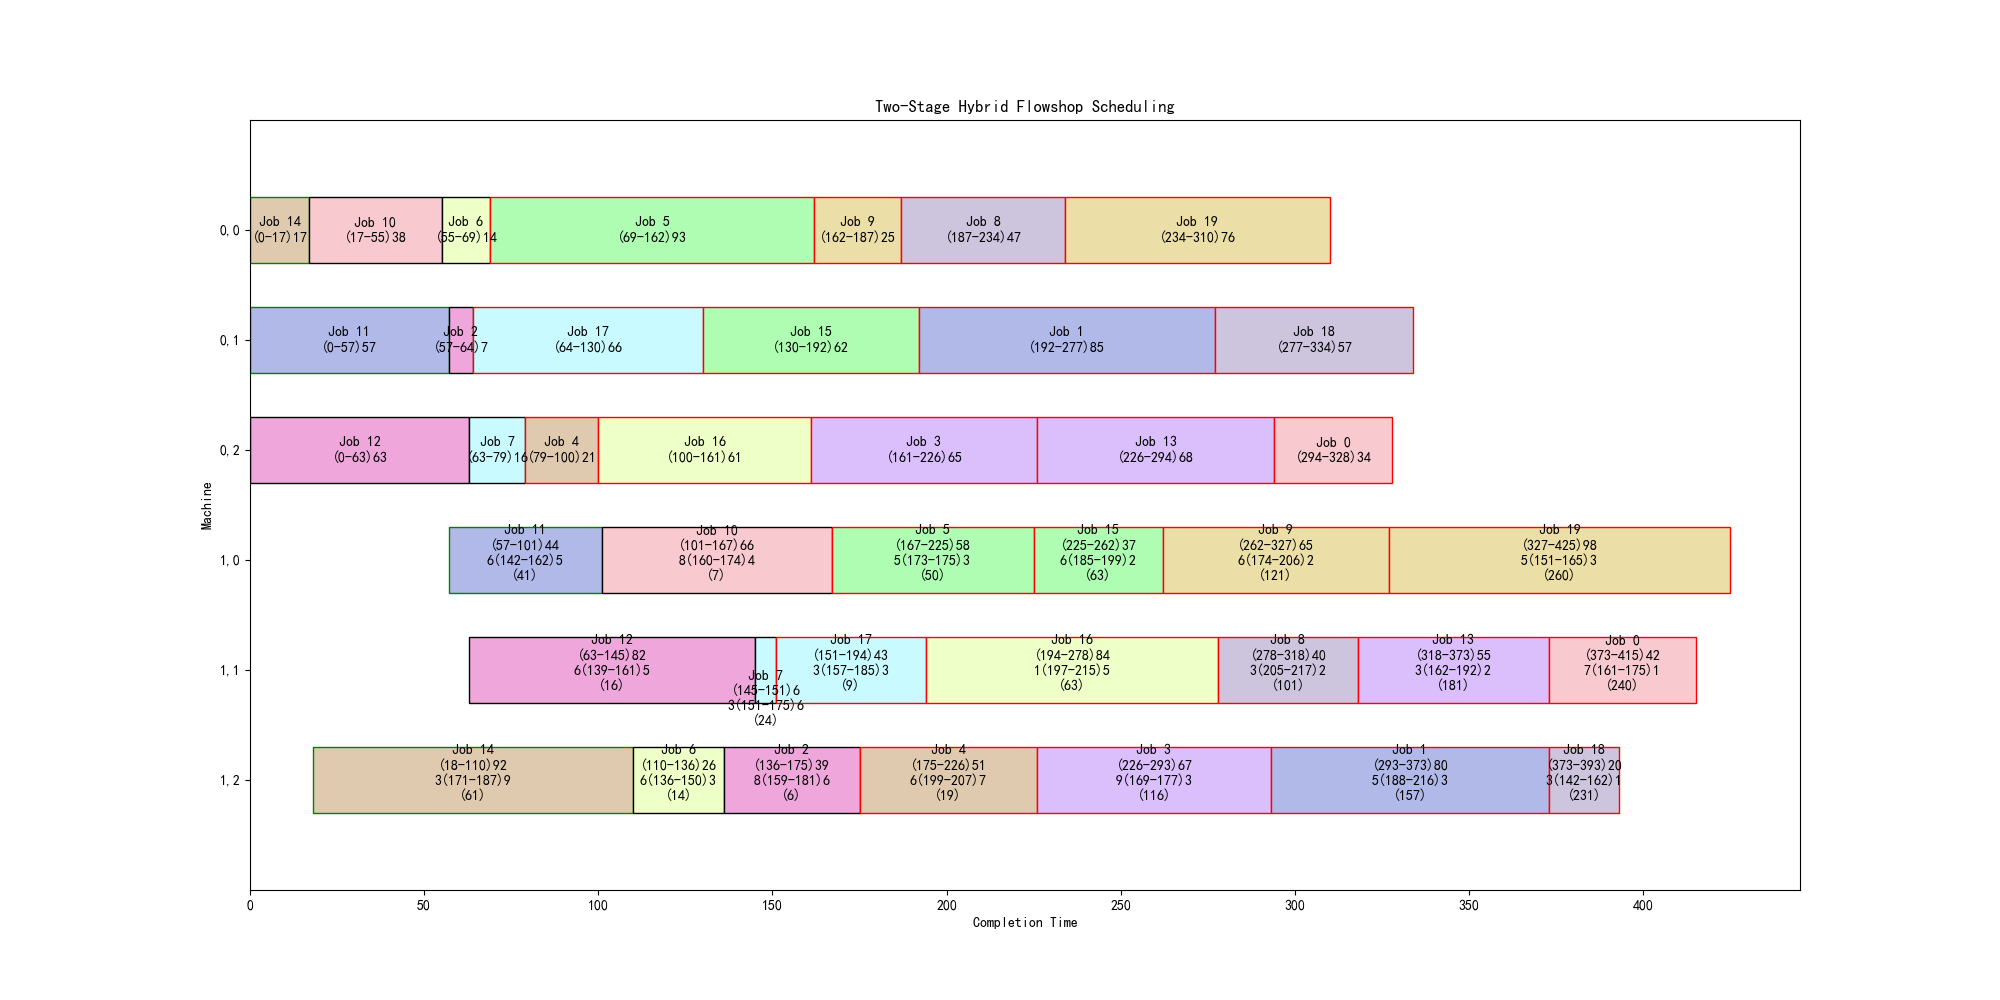 Two-Stage Hybrid Flowshop Scheduling
Machine
0,0
Job 14
(0-17)17
Job 10
(17-55)38
Job 6
(55-69)14
Job 5
(69-162)93
Job 9
(162-187)25
Job 8
(187-234)47
Job 19
(234-310)76
0,1
Job 11
(0-57)57
Job 2
(57-64)7
Job 17
(64-130)66
Job 15
(130-192)62
Job 1
(192-277)85
Job 18
(277-334)57
0,2
Job 12
(0-63)63
Job 7
(63-79)16
Job 4
(79-100)21
Job 16
(100-161)61
Job 3
(161-226)65
Job 13
(226-294)68
Job 0
(294-328)34
1,0
Job 11
(57-101)44
6(142-162)5
(41)
Job 10
(101-167)66
8(160-174)4
(7)
Job 5
(167-225)58
5(173-175)3
(50)
Job 15
(225-262)37
6(185-199)2
(63)
Job 9
(262-327)65
6(174-206)2
(121)
Job 19
(327-425)98
5(151-165)3
(260)
1,1
Job 12
(63-145)82
6(139-161)5
(16)
Job 7
(145-151)6
3(151-175)6
(24)
Job 17
(151-194)43
3(157-185)3
(9)
Job 16
(194-278)84
1(197-215)5
(63)
Job 8
(278-318)40
3(205-217)2
(101)
Job 13
(318-373)55
3(162-192)2
(181)
Job 0
(373-415)42
7(161-175)1
(240)
1,2
Job 14
(18-110)92
3(171-187)9
(61)
Job 6
(110-136)26
6(136-150)3
(14)
Job 2
(136-175)39
8(159-181)6
(6)
Job 4
(175-226)51
6(199-207)7
(19)
Job 3
(226-293)67
9(169-177)3
(116)
Job 1
(293-373)80
5(188-216)3
(157)
Job 18
(373-393)20
3(142-162)1
(231)
0 50 100 150 200 250 300 350 400
Completion Time